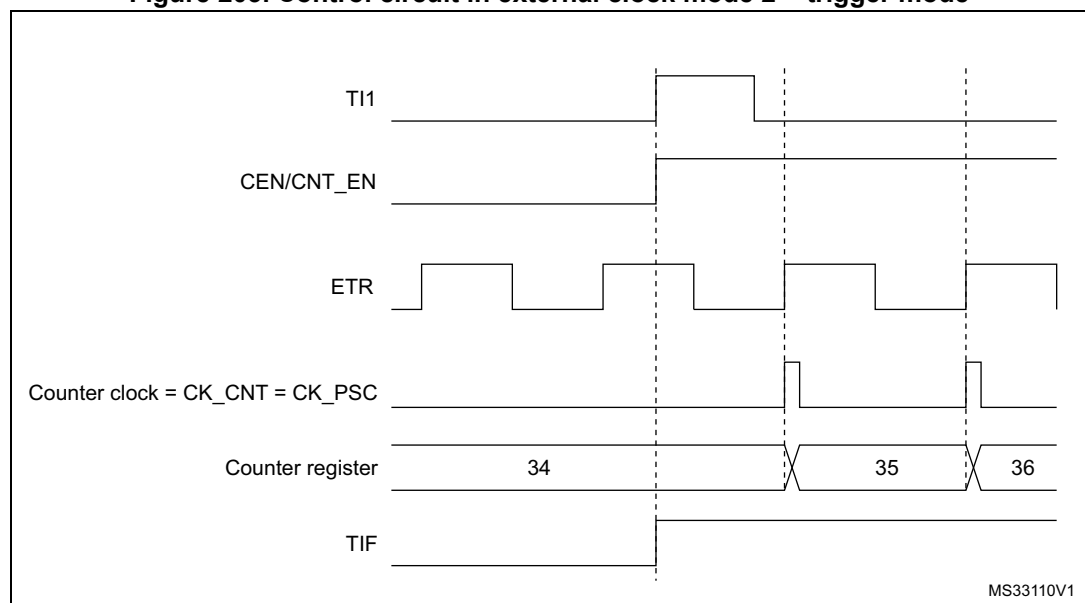 TI1
CEN/CNT_EN
ETR
Counter clock = CK_CNT = CK_PSC
Counter register 34 35 36
TIF
MS33110V1